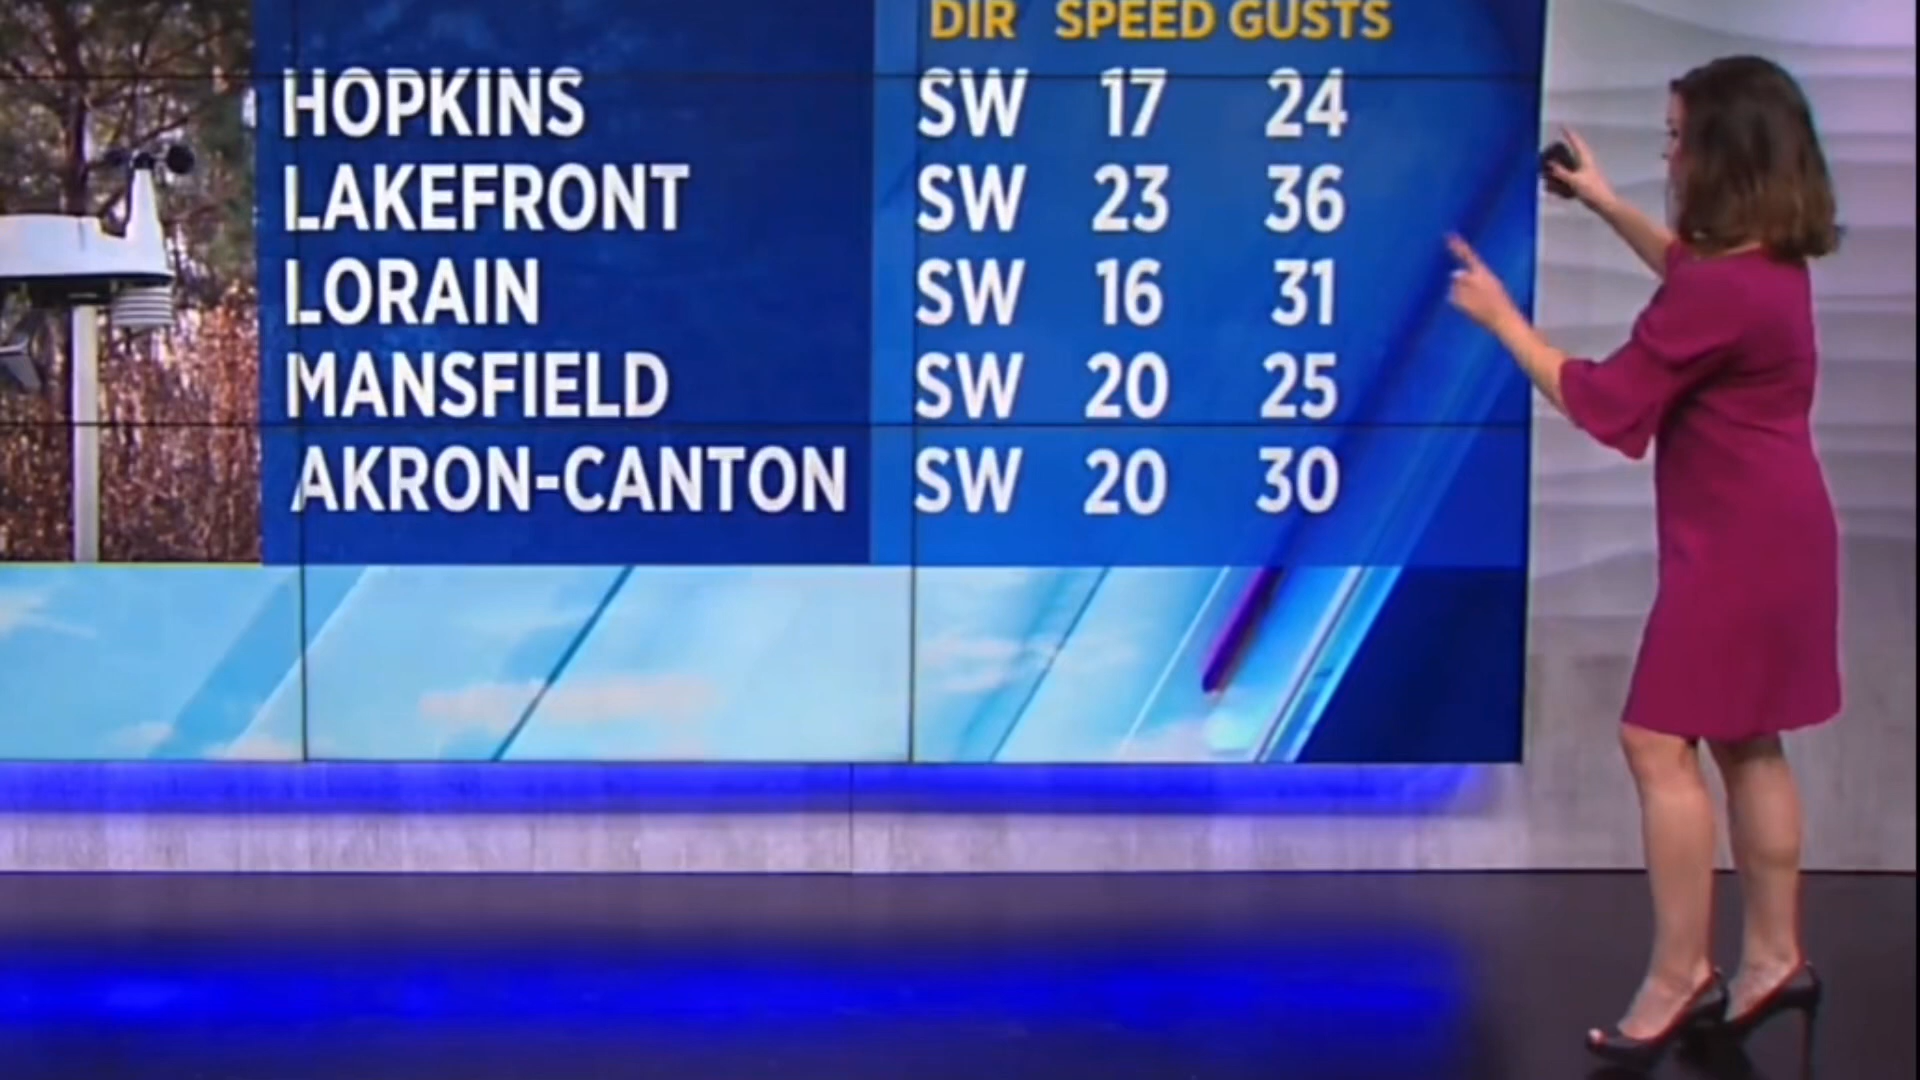 DIR SPEED GUSTS
HOPKINS SW 17 24
LAKEFRONT SW 23 36
LORAIN SW 16 31
MANSFIELD SW 20 25
AKRON-CANTON SW 20 30